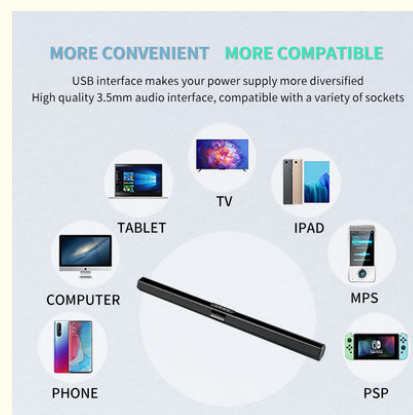 MORE CONVENIENT MORE COMPATIBLE
USB interface makes your power supply more diversified
High quality 3.5mm audio interface, compatible with a variety of sockets
TV
TABLET
IPAD
COMPUTER
MPS
PHONE
PSP